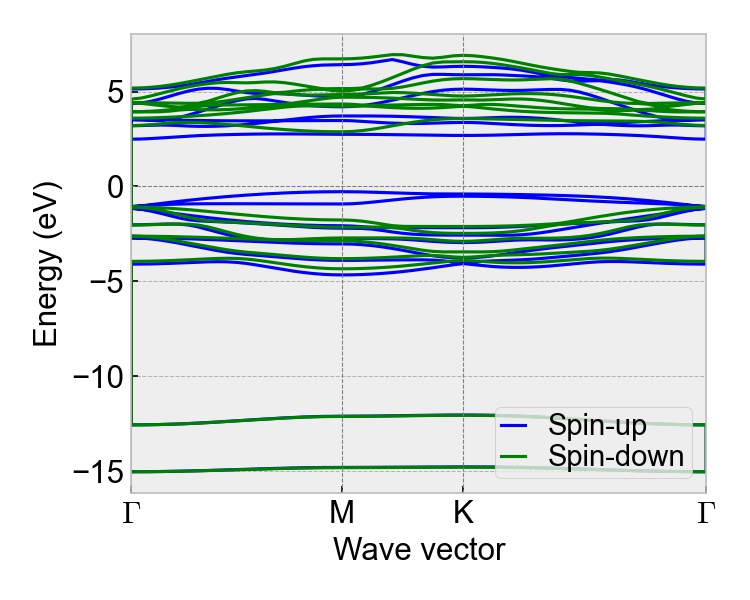 Energy (eV)
5
0
−5
−10
−15
Spin-up
Spin-down
Γ M K Γ
Wave vector